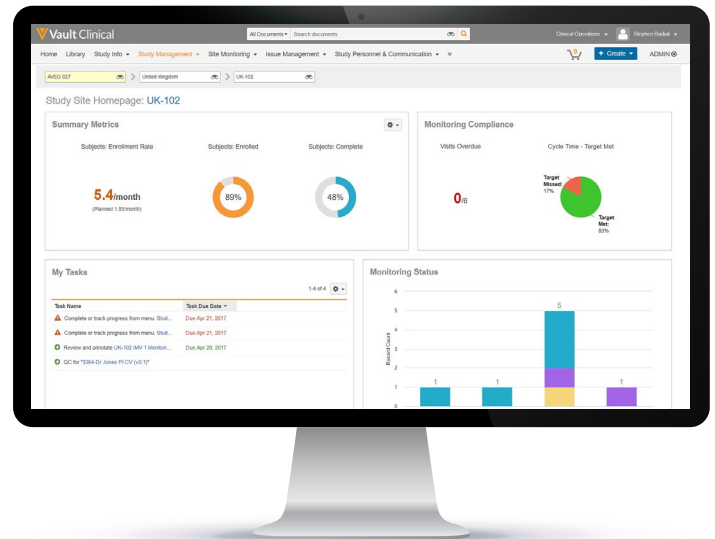 Vault Clinical
All Documents Search documents
Clinical Operations
Home Library Study Info Study Management Site Monitoring Issue Management Study Personnel & Communication
0
+ Create
ADMIN
AVEG 027
United Kingdom
UK-102
Study Site Homepage: UK-102
Summary Metrics
Subjects: Enrollment Rate
Subjects: Enrolled
Subjects: Complete
5.4/month
(Planned 1.55/month)
89%
48%
Monitoring Compliance
Visits Overdue
Cycle Time - Target Met
0/6
Target
Missed:
17%
Target
Met:
83%
My Tasks
1-4 of 4
Task Name
Task Due Date
Complete or track progress from menu. Stud...
Due Apr 21, 2017
Complete or track progress from menu. Stud...
Due Apr 21, 2017
Review and annotate UK-102 IMV 1 Monitori...
Due Apr 28, 2017
QC for "3364-Dr Jones PI CV (v0.1)"
Monitoring Status
Record Count
6
5
4
3
2
1
0
1
1
5
1